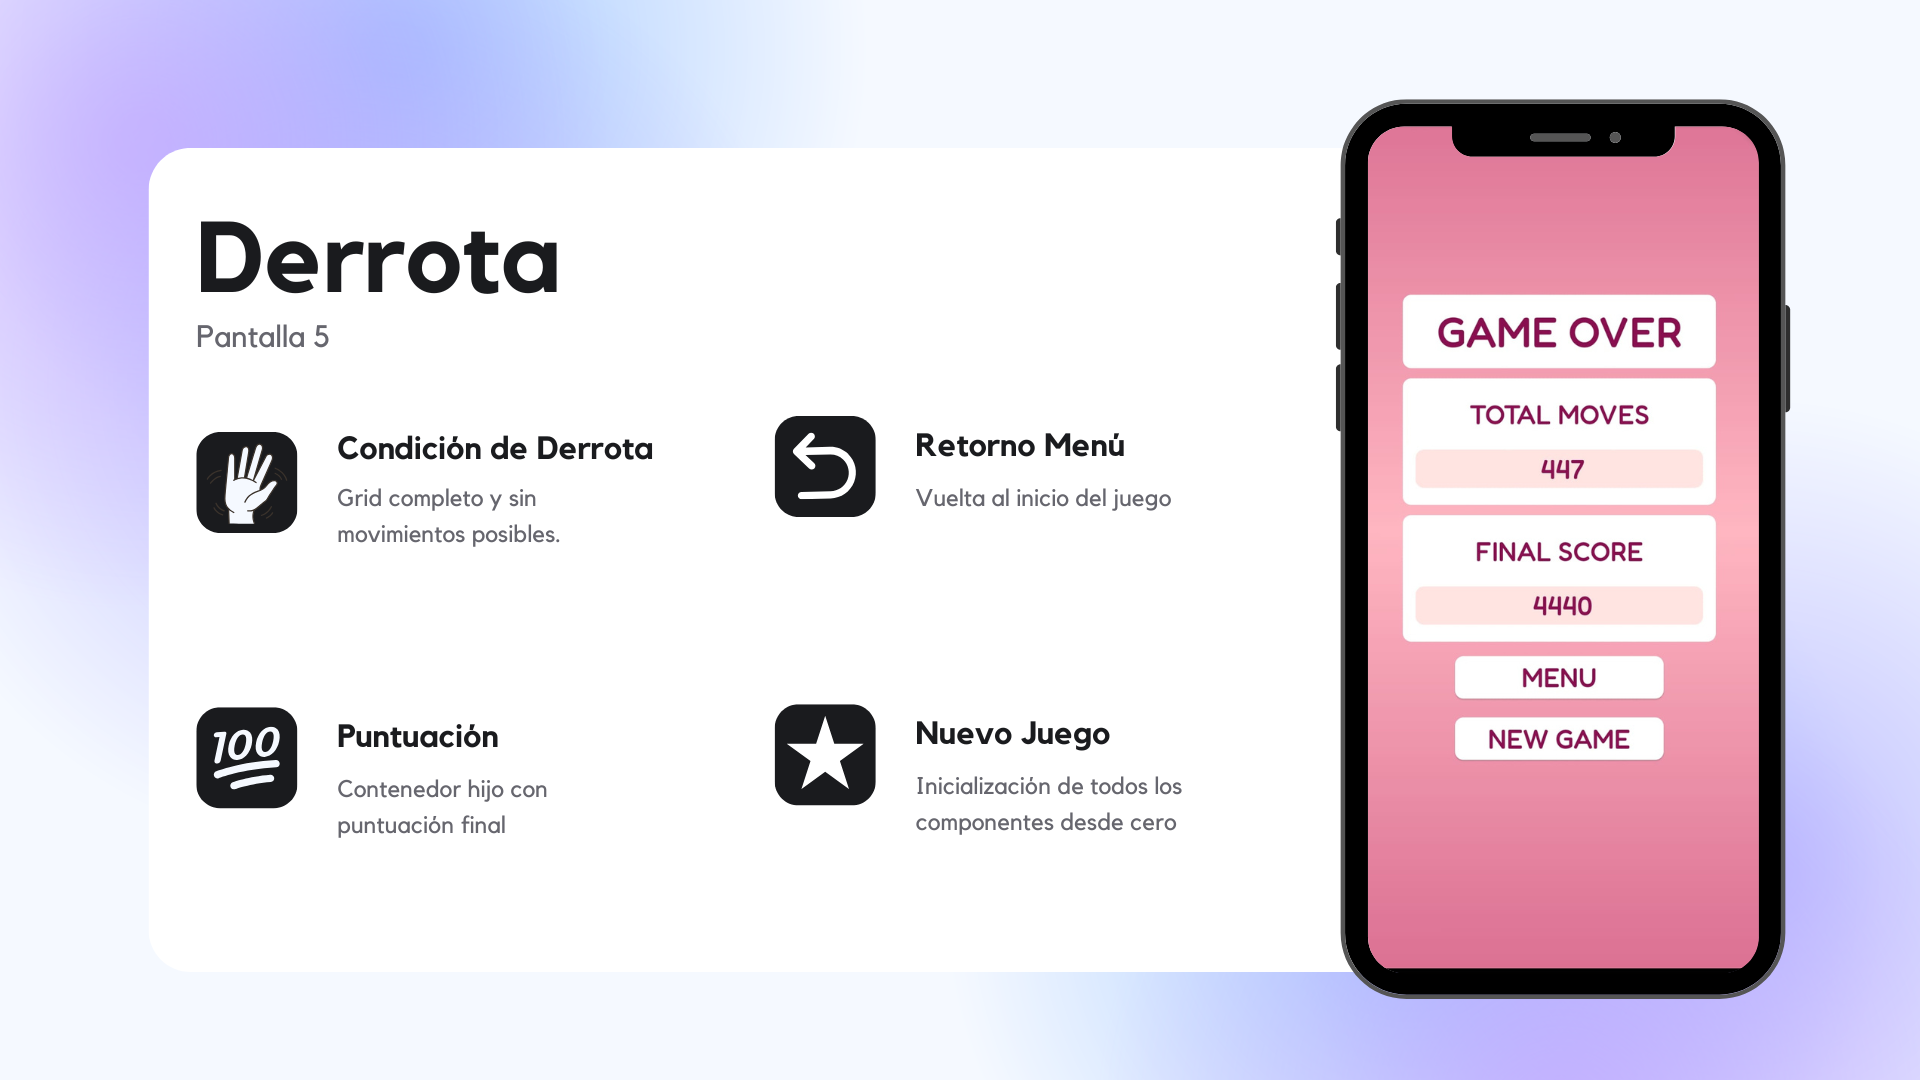 Derrota
Pantalla 5
Condición de Derrota
Grid completo y sin
movimientos posibles.
Retorno Menú
Vuelta al inicio del juego
100
Puntuación
Contenedor hijo con
puntuación final
Nuevo Juego
Inicialización de todos los
componentes desde cero
GAME OVER
TOTAL MOVES
447
FINAL SCORE
4440
MENU
NEW GAME